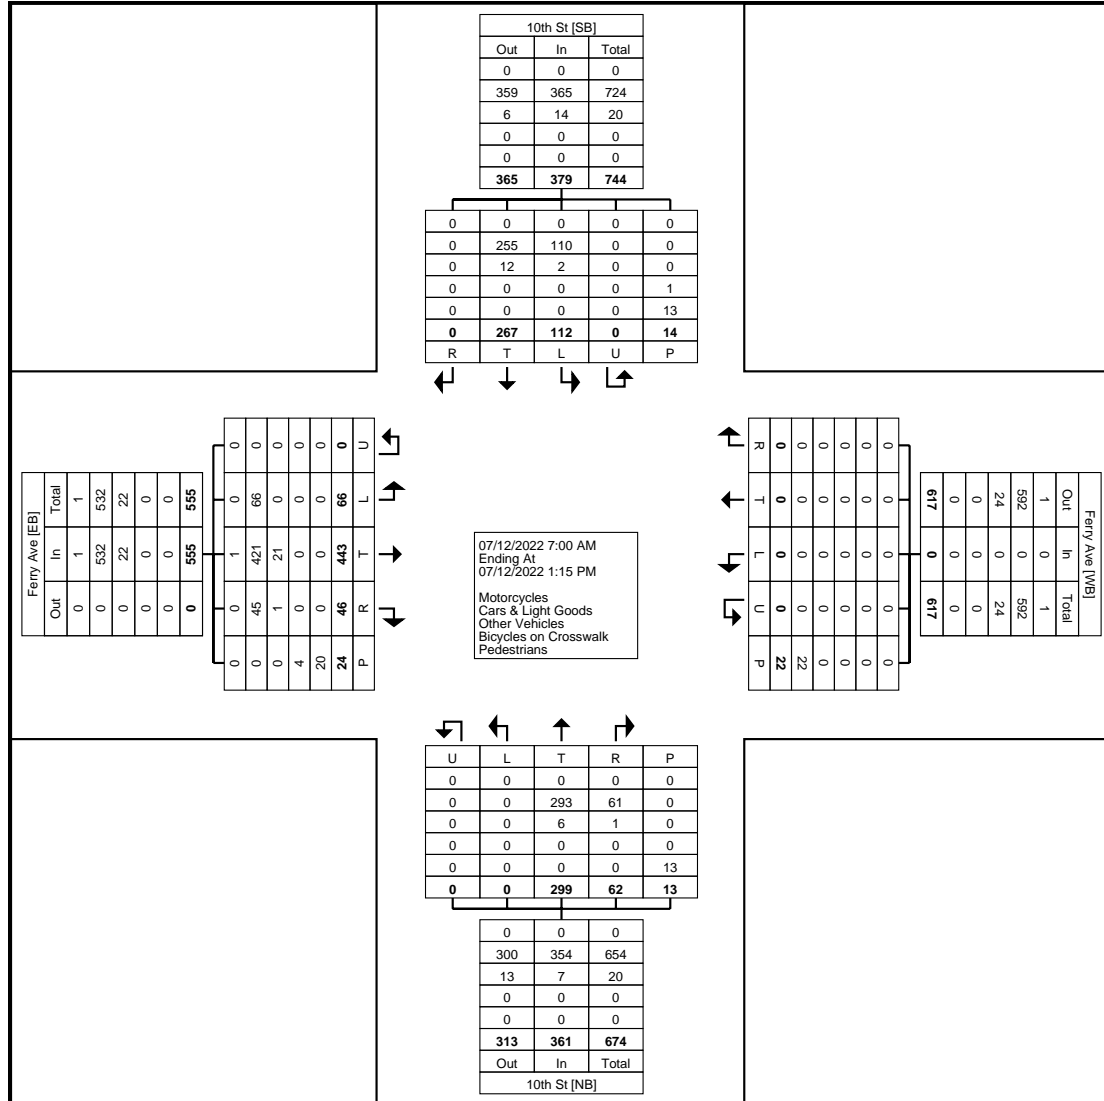 10th St [SB]
Out In Total
0 0 0
359 365 724
6 14 20
0 0 0
0 0 0
365 379 744
0 0 0 0 0
0 255 110 0 0
0 12 2 0 0
0 0 0 0 1
0 0 0 0 13
0 267 112 0 14
R T L U P
Ferry Ave [EB]
Out In Total
0 1 1
0 532 532
0 22 22
0 0 0
0 0 0
0 555 555
0 0 1 0 0
0 66 421 45 0
0 0 21 1 0
0 0 0 0 4
0 0 0 0 20
0 66 443 46 24
U L T R P
07/12/2022 7:00 AM
Ending At
07/12/2022 1:15 PM
Motorcycles
Cars & Light Goods
Other Vehicles
Bicycles on Crosswalk
Pedestrians
R T L U P
0 0 0 0 22
0 0 0 0 22
0 0 0 0 0
0 0 0 0 0
0 0 0 0 0
0 0 0 0 0
Ferry Ave [WB]
Out In Total
1 0 1
592 0 592
24 0 24
0 0 0
0 0 0
617 0 617
U L T R P
0 0 0 0 0
0 0 293 61 0
0 0 6 1 0
0 0 0 0 0
0 0 0 0 13
0 0 299 62 13
0 0 0
300 354 654
13 7 20
0 0 0
0 0 0
313 361 674
Out In Total
10th St [NB]